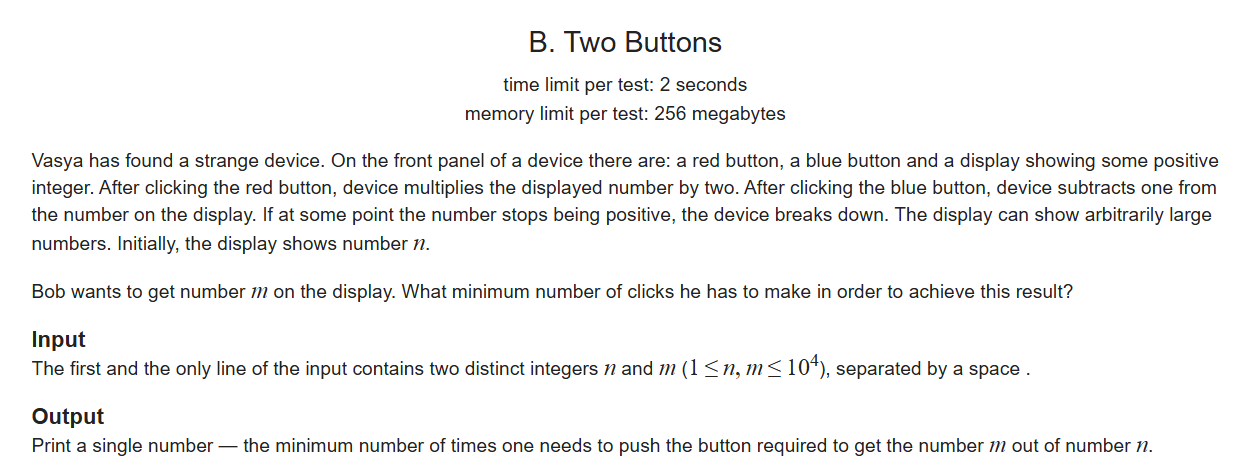 B. Two Buttons
time limit per test: 2 seconds
memory limit per test: 256 megabytes
Vasya has found a strange device. On the front panel of a device there are: a red button, a blue button and a display showing some positive
integer. After clicking the red button, device multiplies the displayed number by two. After clicking the blue button, device subtracts one from
the number on the display. If at some point the number stops being positive, the device breaks down. The display can show arbitrarily large
numbers. Initially, the display shows number n.
Bob wants to get number m on the display. What minimum number of clicks he has to make in order to achieve this result?
Input
The first and the only line of the input contains two distinct integers n and m (1 ≤ n, m ≤ 10⁴), separated by a space .
Output
Print a single number — the minimum number of times one needs to push the button required to get the number m out of number n.